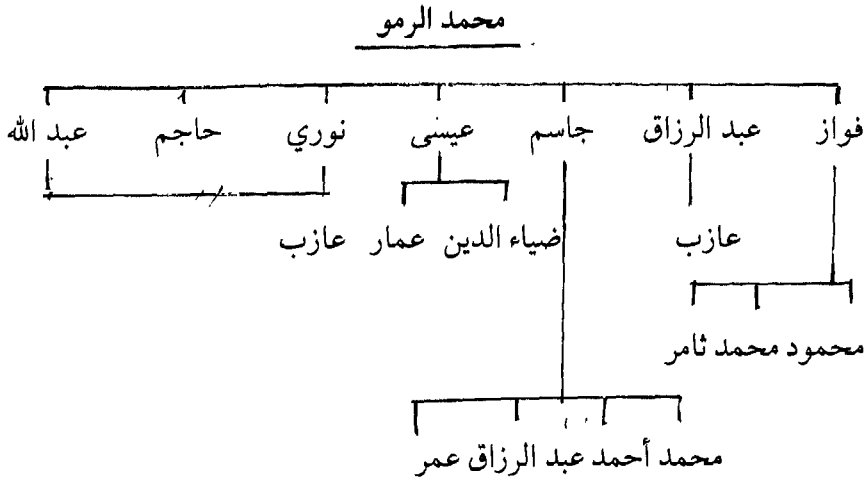 محمد الرمو
فواز عبد الرزاق جاسم عيسى نوري حاجم عبد الله
عازب ضياء الدين عمار عازب
محمود محمد ثامر
محمد أحمد عبد الرزاق عمر